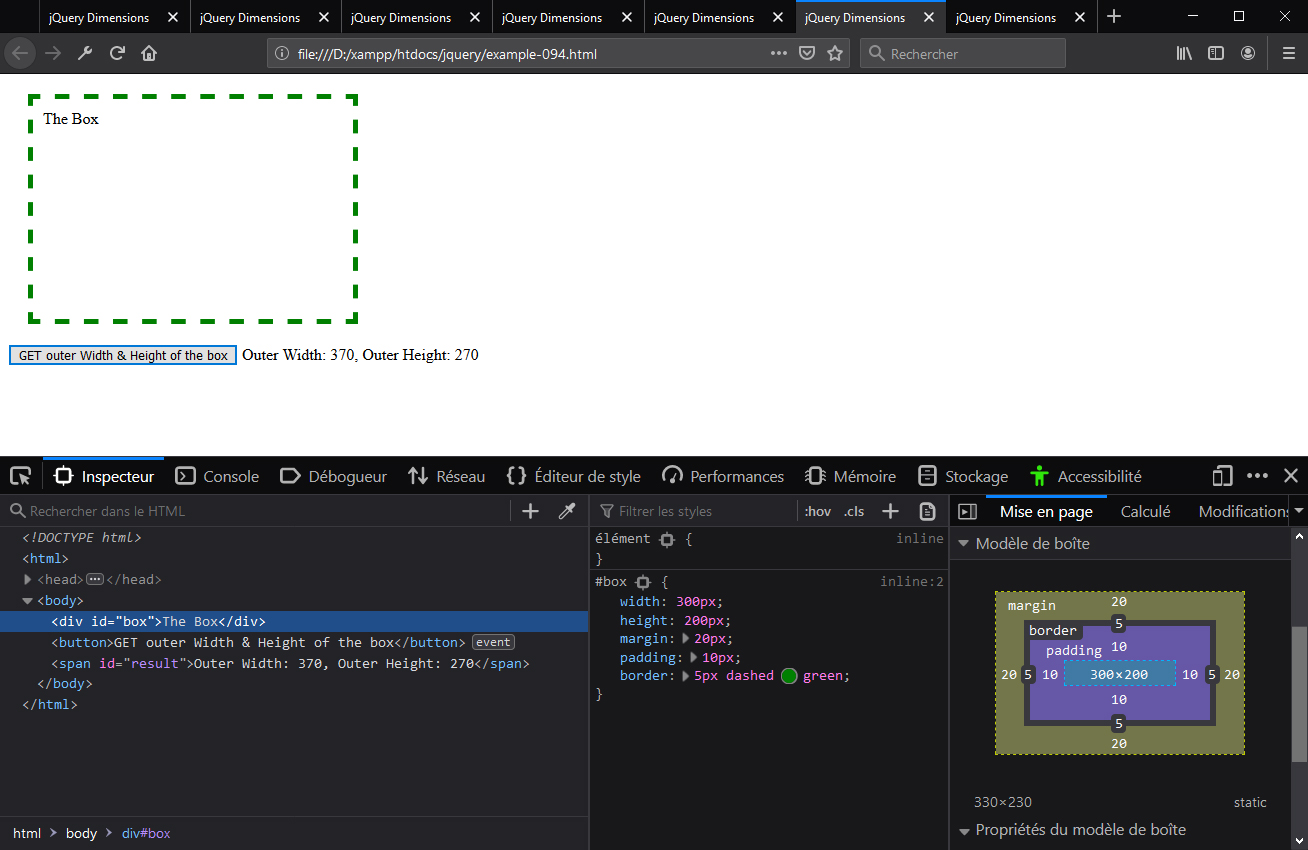 jQuery Dimensions jQuery Dimensions jQuery Dimensions jQuery Dimensions jQuery Dimensions jQuery Dimensions jQuery Dimensions
file:///D:/xampp/htdocs/jquery/example-094.html Rechercher
The Box
GET outer Width & Height of the box Outer Width: 370, Outer Height: 270
Inspecteur Console Débogueur Réseau Éditeur de style Performances Mémoire Stockage Accessibilité
Rechercher dans le HTML
<!DOCTYPE html>
<html>
<head></head>
<body>
<div id="box">The Box</div>
<button>GET outer Width & Height of the box</button> event
<span id="result">Outer Width: 370, Outer Height: 270</span>
</body>
</html>
html > body > div#box
Filtrer les styles :hov .cls
élément { inline
}
#box { inline:2
width: 300px;
height: 200px;
margin: 20px;
padding: 10px;
border: 5px dashed green;
}
Mise en page Calculé Modifications
Modèle de boîte
margin 20
border 5
padding 10
20 5 10 300×200 10 5 20
10
5
20
330×230 static
Propriétés du modèle de boîte